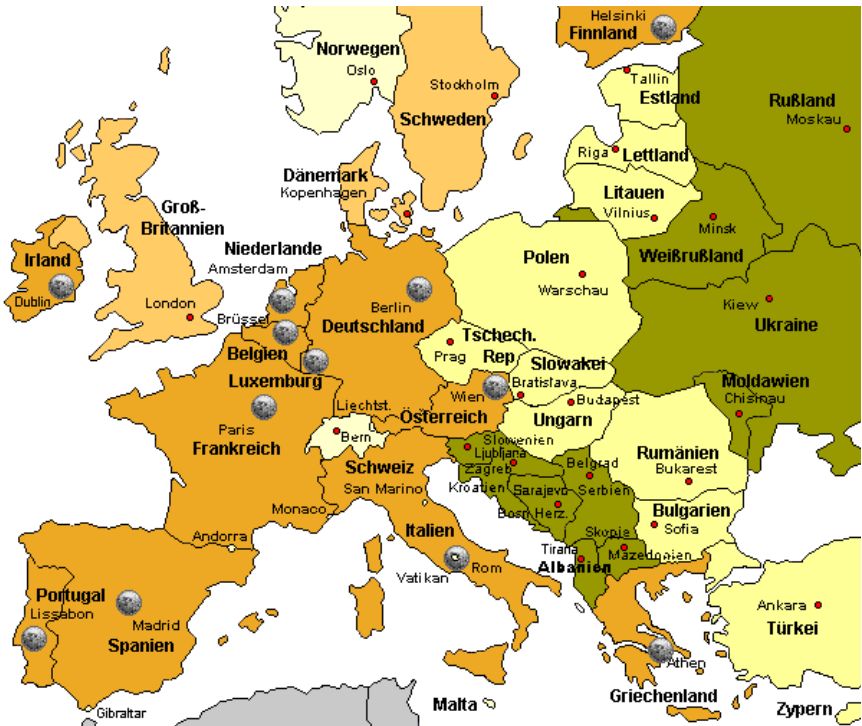 Helsinki
Finnland
Norwegen
Oslo
Tallin
Estland
Stockholm
Schweden
Rußland
Moskau
Riga
Lettland
Dänemark
Kopenhagen
Litauen
Vilnius
Groß-
Britannien
Minsk
Weißrußland
Irland
Dublin
Niederlande
Amsterdam
Polen
Warschau
London
Brüssel
Berlin
Deutschland
Kiew
Ukraine
Belgien
Luxemburg
Tschech.
Rep.
Prag
Slowakei
Bratislava
Moldawien
Chisinau
Paris
Frankreich
Liechtst.
Wien
Österreich
Budapest
Ungarn
Bern
Schweiz
Slowenien
Ljubljana
Zagreb
Kroatien
Rumänien
Bukarest
Belgrad
Serbien
San Marino
Monaco
Sarajevo
Bosn.Herz.
Bulgarien
Sofia
Andorra
Italien
Skopje
Mazedonien
Tirana
Albanien
Vatikan
Rom
Portugal
Lissabon
Madrid
Spanien
Ankara
Türkei
Athen
Griechenland
Gibraltar
Malta
Zypern